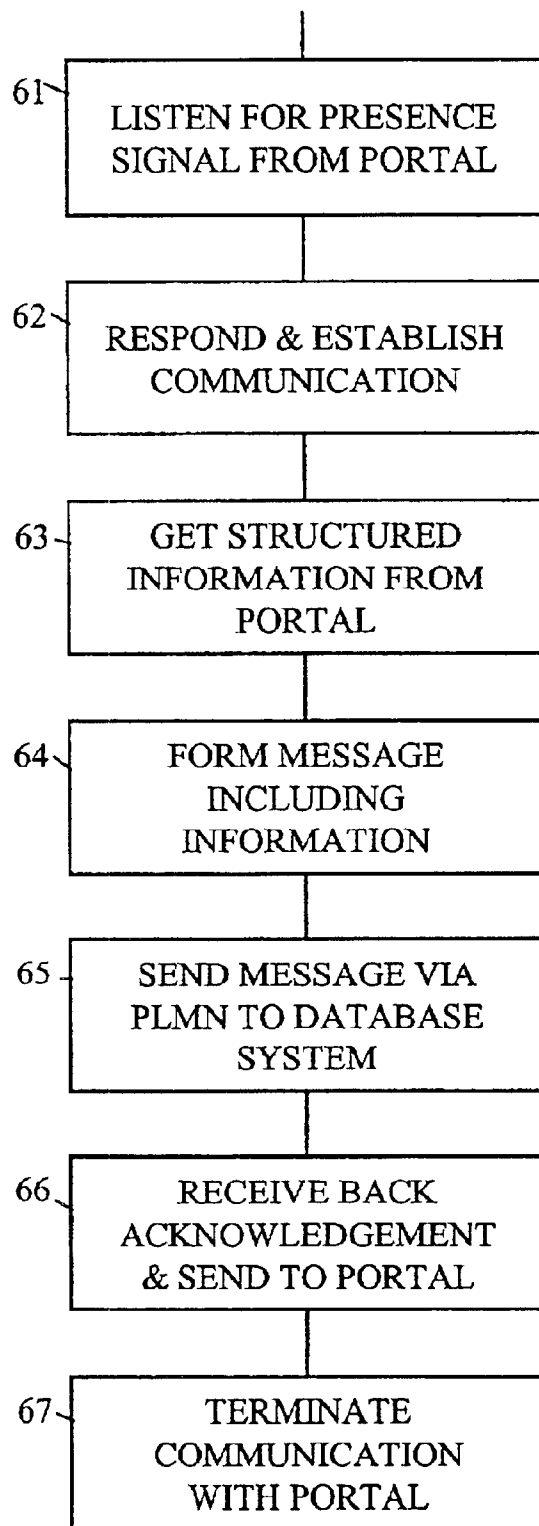 61
LISTEN FOR PRESENCE
SIGNAL FROM PORTAL
62
RESPOND & ESTABLISH
COMMUNICATION
63
GET STRUCTURED
INFORMATION FROM
PORTAL
64
FORM MESSAGE
INCLUDING
INFORMATION
65
SEND MESSAGE VIA
PLMN TO DATABASE
SYSTEM
66
RECEIVE BACK
ACKNOWLEDGEMENT
& SEND TO PORTAL
67
TERMINATE
COMMUNICATION
WITH PORTAL